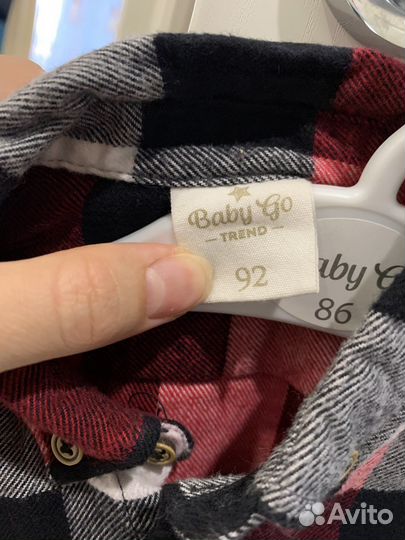 Baby Go
- TREND -
92
aby G
86
Avito